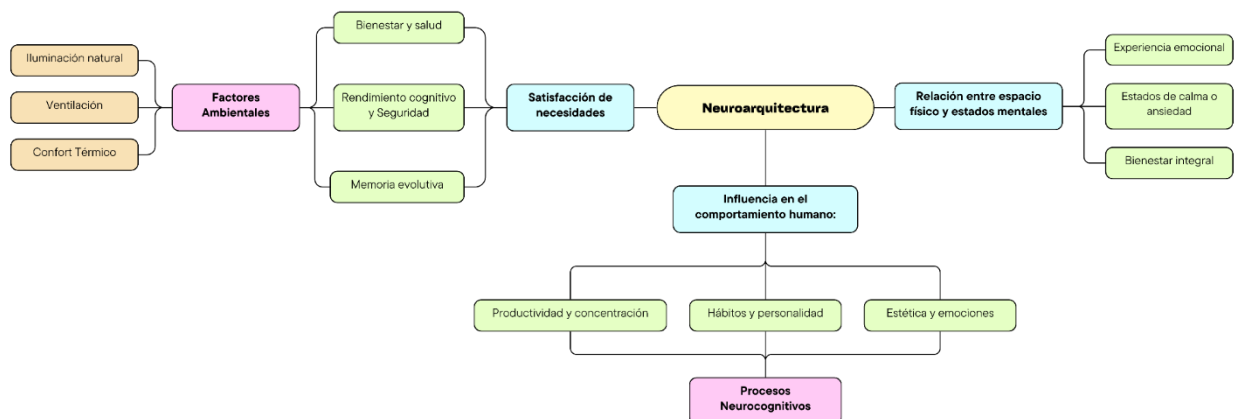 Bienestar y salud
Iluminación natural
Experiencia emocional
Factores
Ambientales
Rendimiento cognitivo
y Seguridad
Satisfacción de
necesidades
Neuroarquitectura
Relación entre espacio
físico y estados mentales
Estados de calma o
ansiedad
Ventilación
Confort Térmico
Memoria evolutiva
Bienestar integral
Influencia en el
comportamiento humano:
Productividad y concentración
Hábitos y personalidad
Estética y emociones
Procesos
Neurocognitivos